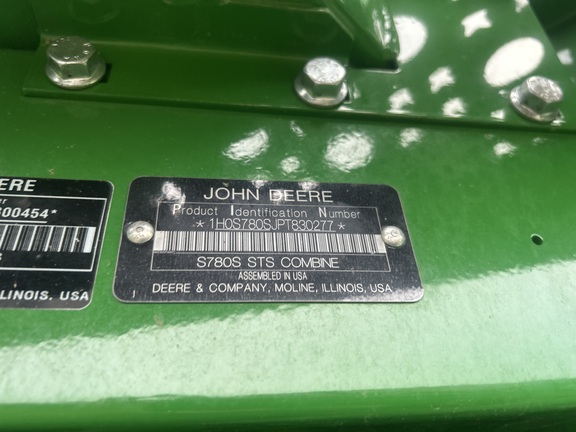 ERE
00454*
LLINOIS, USA
JOHN DEERE
Product Identification Number
*1H0S780SJPT830277*
S780S STS COMBINE
ASSEMBLED IN USA
DEERE & COMPANY, MOLINE, ILLINOIS, USA